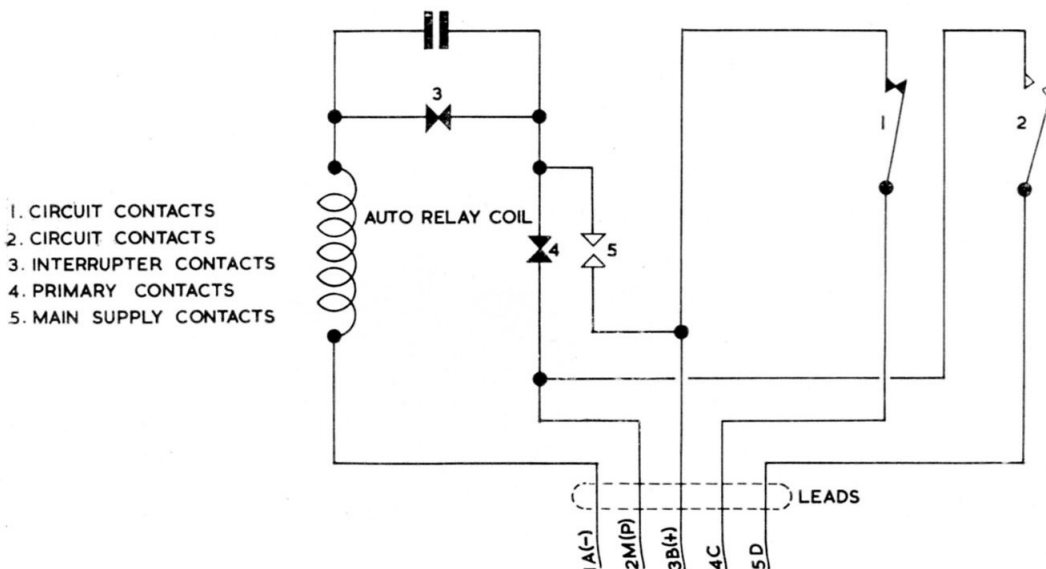 3
1
2
1. CIRCUIT CONTACTS
2. CIRCUIT CONTACTS
3. INTERRUPTER CONTACTS
4. PRIMARY CONTACTS
5. MAIN SUPPLY CONTACTS
AUTO RELAY COIL
4
5
LEADS
1A(-)
2M(P)
3B(+)
4C
5D